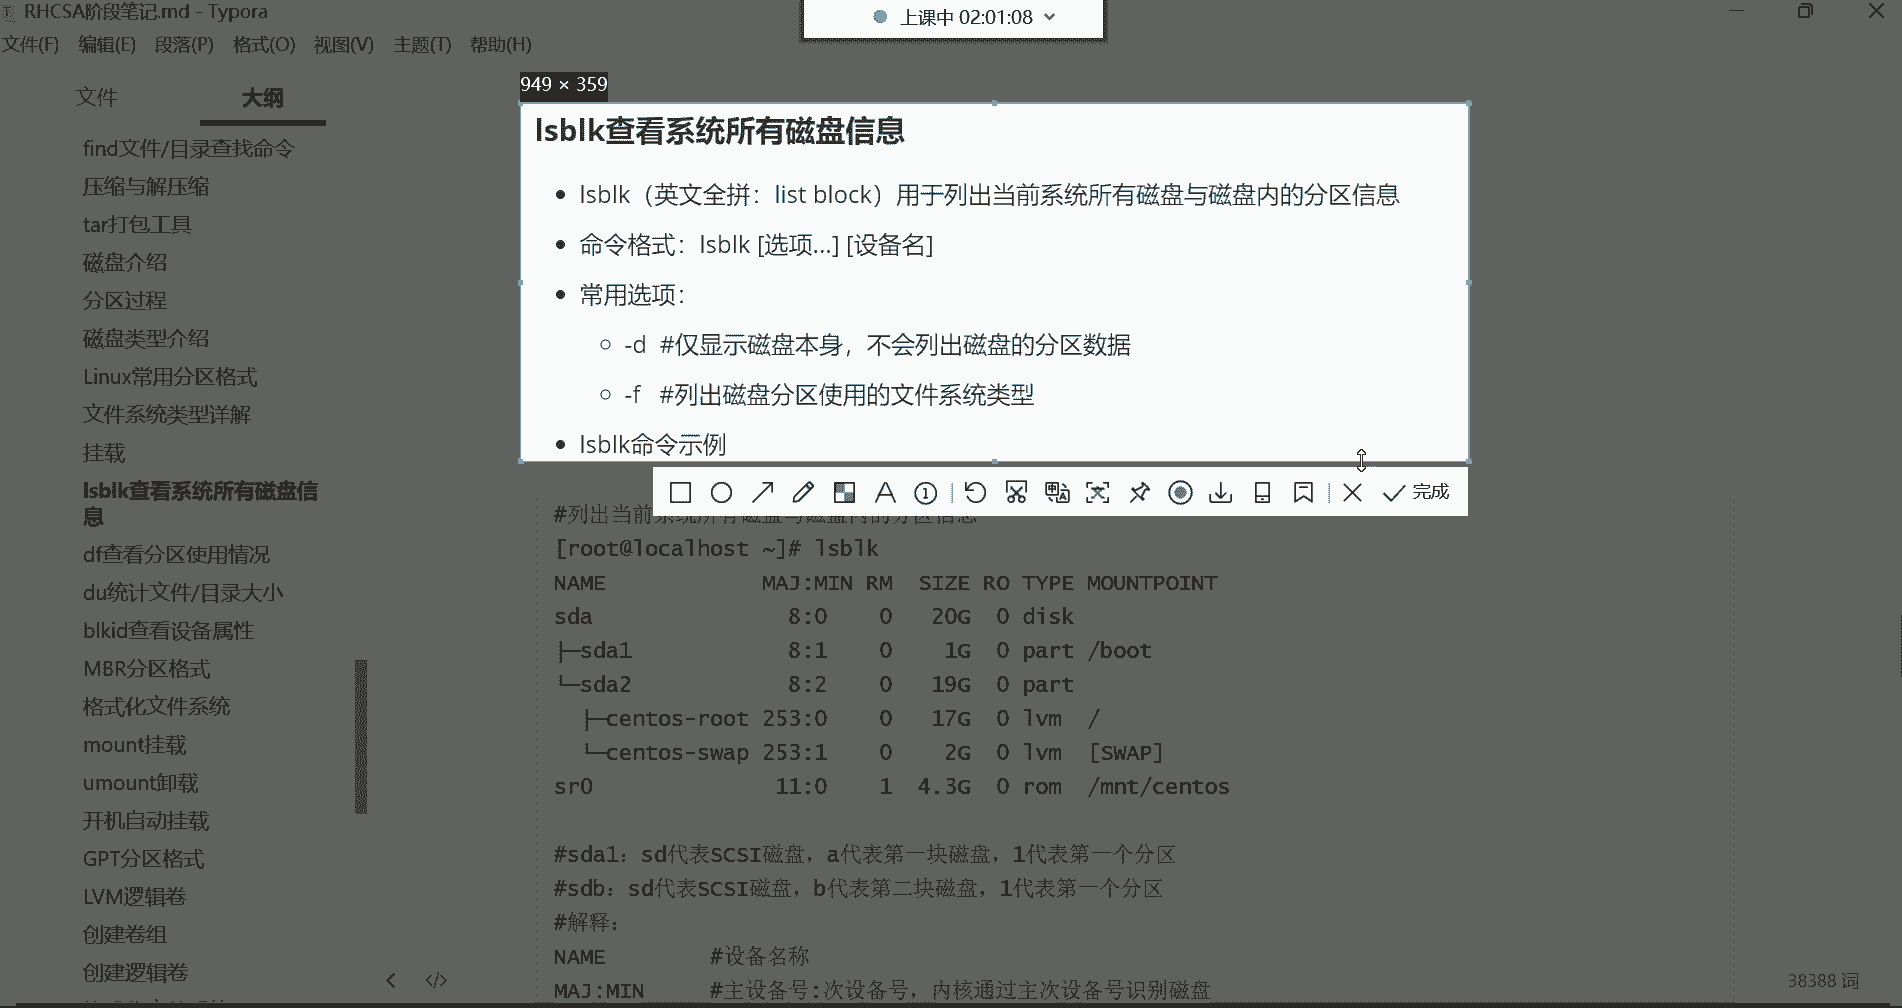 RHCSA阶段笔记.md - Typora
上课中 02:01:08
文件(F) 编辑(E) 段落(P) 格式(O) 视图(V) 主题(T) 帮助(H)
文件 大纲
find文件/目录查找命令
压缩与解压缩
tar打包工具
磁盘介绍
分区过程
磁盘类型介绍
Linux常用分区格式
文件系统类型详解
挂载
lsblk查看系统所有磁盘信
息
df查看分区使用情况
du统计文件/目录大小
blkid查看设备属性
MBR分区格式
格式化文件系统
mount挂载
umount卸载
开机自动挂载
GPT分区格式
LVM逻辑卷
创建卷组
创建逻辑卷
949 × 359
lsblk查看系统所有磁盘信息
lsblk（英文全拼：list block）用于列出当前系统所有磁盘与磁盘内的分区信息
命令格式：lsblk [选项...] [设备名]
常用选项：
-d #仅显示磁盘本身，不会列出磁盘的分区数据
-f #列出磁盘分区使用的文件系统类型
lsblk命令示例
完成
#列出当前系统所有磁盘与磁盘内的分区信息
[root@localhost ~]# lsblk
NAME MAJ:MIN RM SIZE RO TYPE MOUNTPOINT
sda 8:0 0 20G 0 disk
├─sda1 8:1 0 1G 0 part /boot
└─sda2 8:2 0 19G 0 part
├─centos-root 253:0 0 17G 0 lvm /
└─centos-swap 253:1 0 2G 0 lvm [SWAP]
sr0 11:0 1 4.3G 0 rom /mnt/centos
#sda1：sd代表SCSI磁盘，a代表第一块磁盘，1代表第一个分区
#sdb：sd代表SCSI磁盘，b代表第二块磁盘，1代表第一个分区
#解释：
NAME #设备名称
MAJ:MIN #主设备号:次设备号，内核通过主次设备号识别磁盘
38388 词